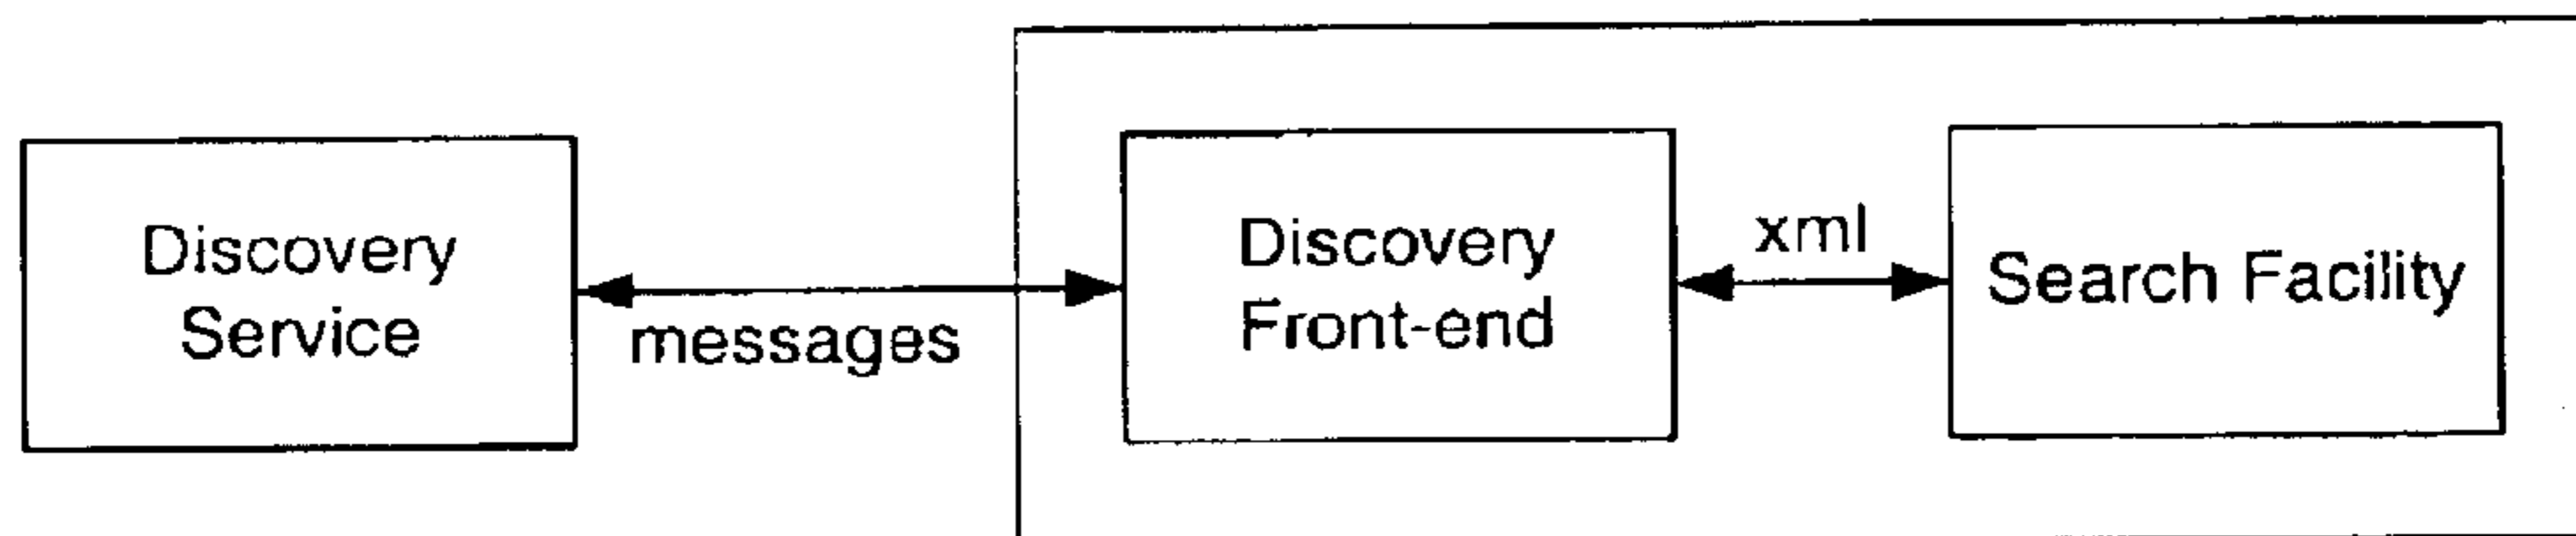 Discovery
Service
messages
Discovery
Front-end
xml
Search Facility